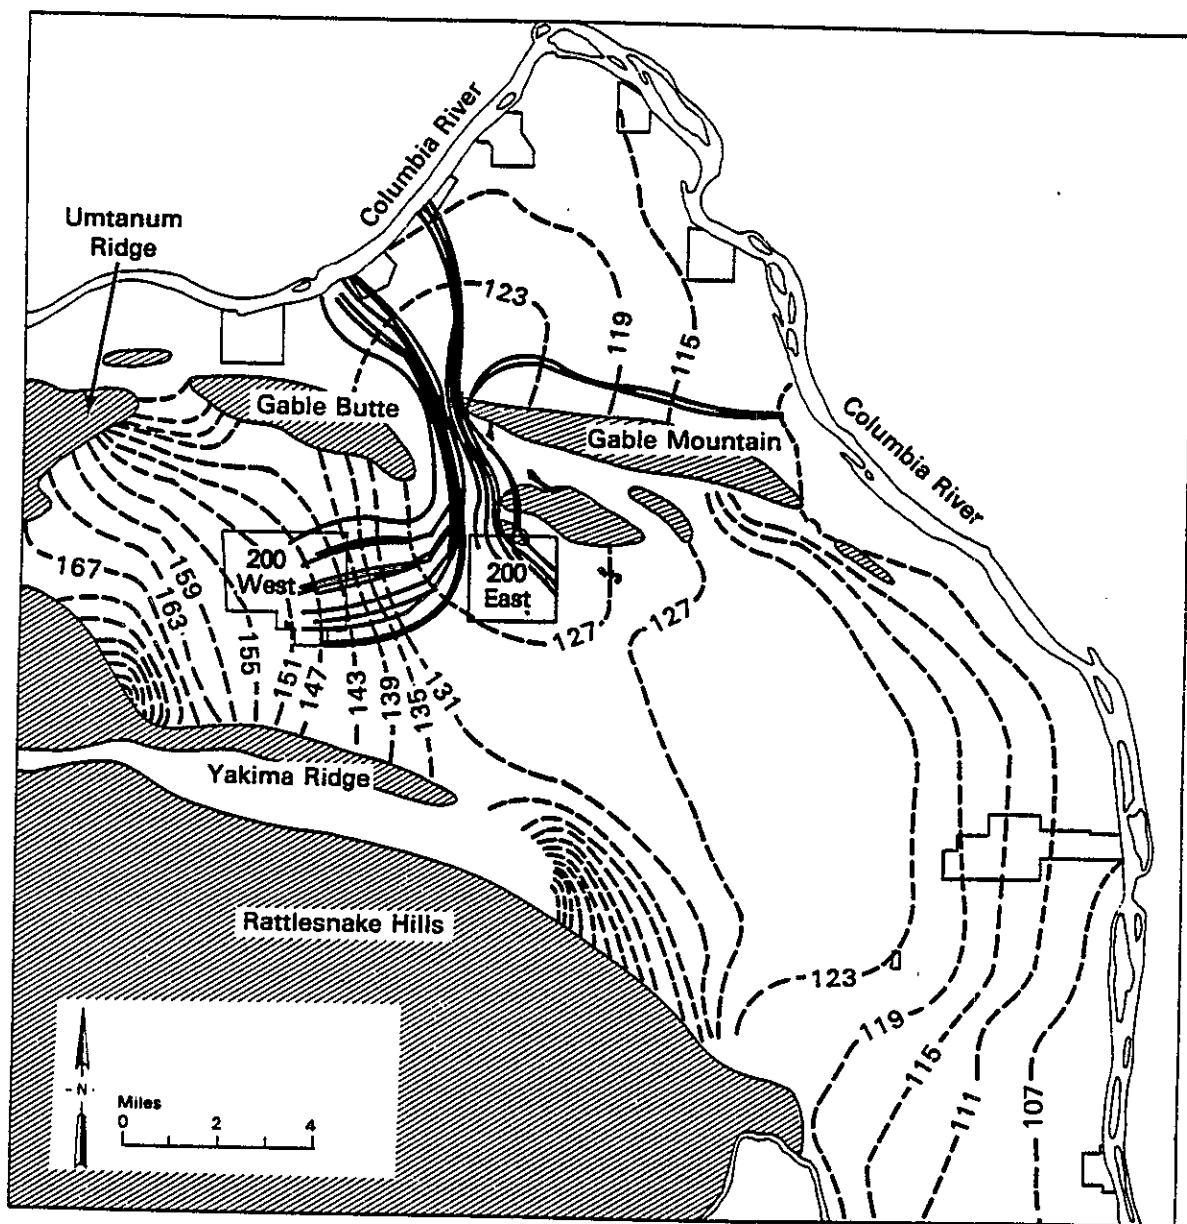 Columbia River
Umtanum
Ridge
123
119
115
Gable Butte
Gable Mountain
Columbia River
200
West
200
East
167
159
163
155
151
147
143
139
135
131
127
127
Yakima Ridge
Rattlesnake Hills
123
119
115
111
107
N
Miles
0
2
4